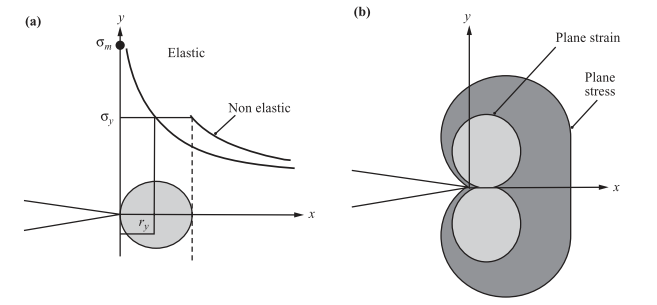 (a)
y
σm
Elastic
σy
Non elastic
ry
x
(b)
y
Plane strain
Plane
stress
x